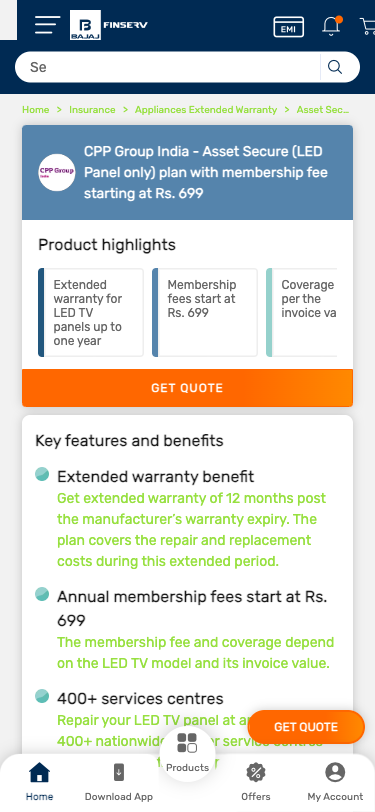 BAJAJ
FINSERV
EMI
Se
Home > Insurance > Appliances Extended Warranty > Asset Sec...
CPP Group
India
CPP Group India - Asset Secure (LED
Panel only) plan with membership fee
starting at Rs. 699
Product highlights
Extended
warranty for
LED TV
panels up to
one year
Membership
fees start at
Rs. 699
Coverage
per the
invoice va
GET QUOTE
Key features and benefits
Extended warranty benefit
Get extended warranty of 12 months post
the manufacturer's warranty expiry. The
plan covers the repair and replacement
costs during this extended period.
Annual membership fees start at Rs.
699
The membership fee and coverage depend
on the LED TV model and its invoice value.
400+ services centres
Repair your LED TV panel at
400+ nationwide
GET QUOTE
Home
Download App
Products
Offers
My Account